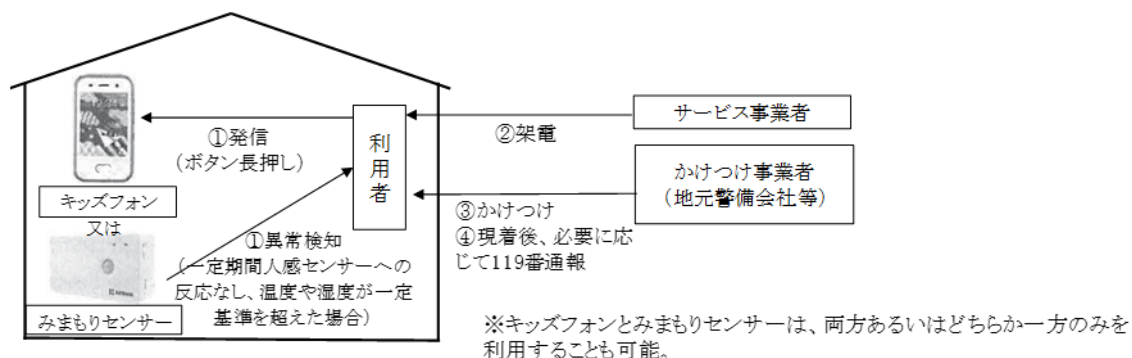 サービス事業者
①発信
(ボタン長押し)
利用者
②架電
かけつけ事業者
(地元警備会社等)
キッズフォン
又は
③かけつけ
④現着後、必要に応
じて119番通報
①異常検知
(一定期間人感センサーへの
反応なし、温度や湿度が一定
基準を超えた場合)
みまもりセンサー
※キッズフォンとみまもりセンサーは、両方あるいはどちらか一方のみを
利用することも可能。